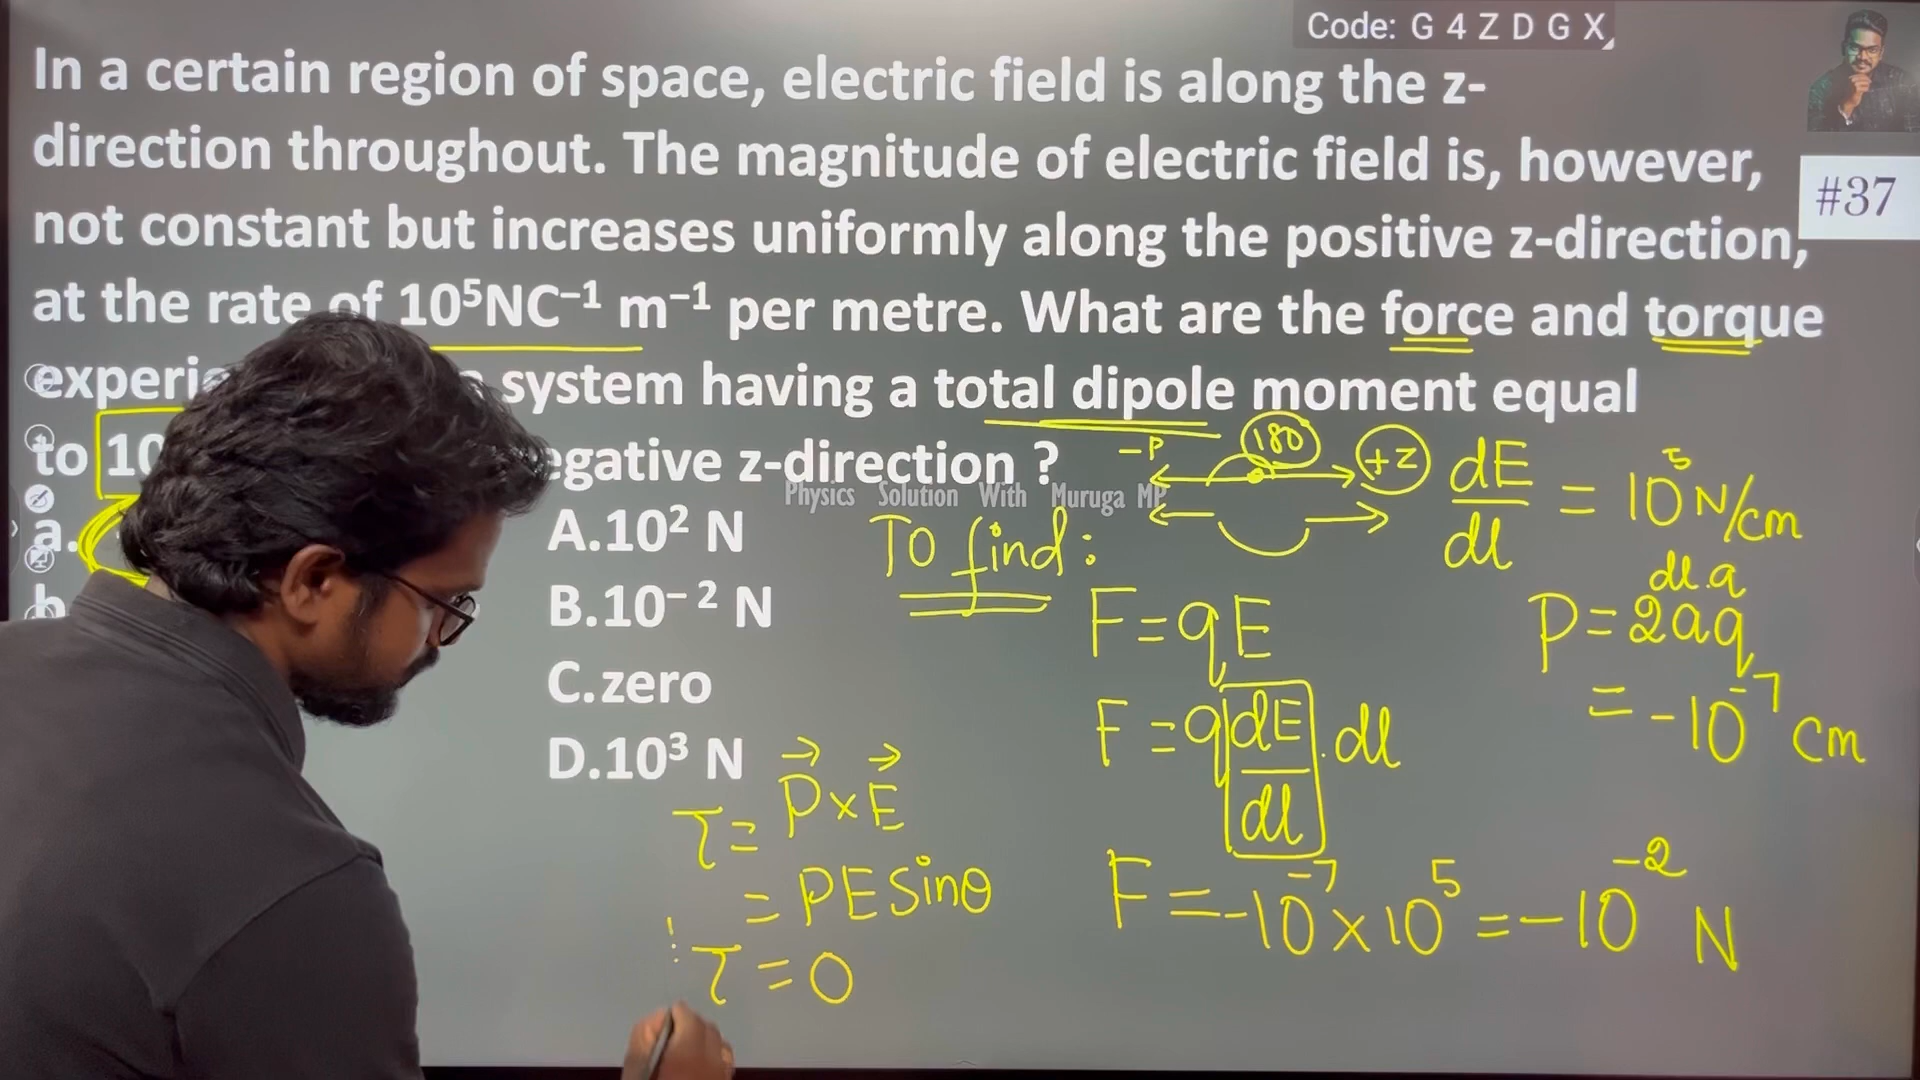 Code: G 4 Z D G X
In a certain region of space, electric field is along the z-
direction throughout. The magnitude of electric field is, however,
#37
not constant but increases uniformly along the positive z-direction,
at the rate of 10⁵NC⁻¹ m⁻¹ per metre. What are the force and torque
system having a total dipole moment equal
to 10 negative z-direction ?
-P 180 +Z
dE/dl = 10⁵ N/cm
Physics Solution With Muruga MP
a.
A.10² N
To find:
dl.q
b
B.10⁻² N
F = qE
P = 2aq
C.zero
= -10⁻⁷ cm
F = q dE/dl . dl
D.10³ N
τ = P⃗ x E⃗
= PE Sinθ
F = -10⁻⁷ x 10⁵ = -10⁻² N
τ = 0